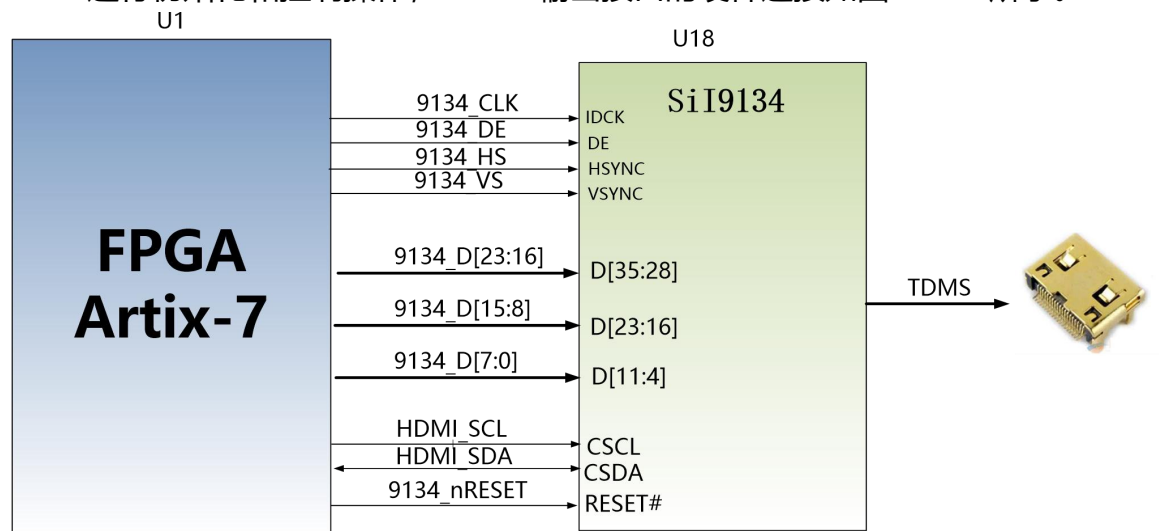 U1
U18
FPGA
Artix-7
SiI9134
9134_CLK
IDCK
9134_DE
DE
9134_HS
HSYNC
9134_VS
VSYNC
9134_D[23:16]
D[35:28]
9134_D[15:8]
D[23:16]
9134_D[7:0]
D[11:4]
TDMS
HDMI_SCL
CSCL
HDMI_SDA
CSDA
9134_nRESET
RESET#